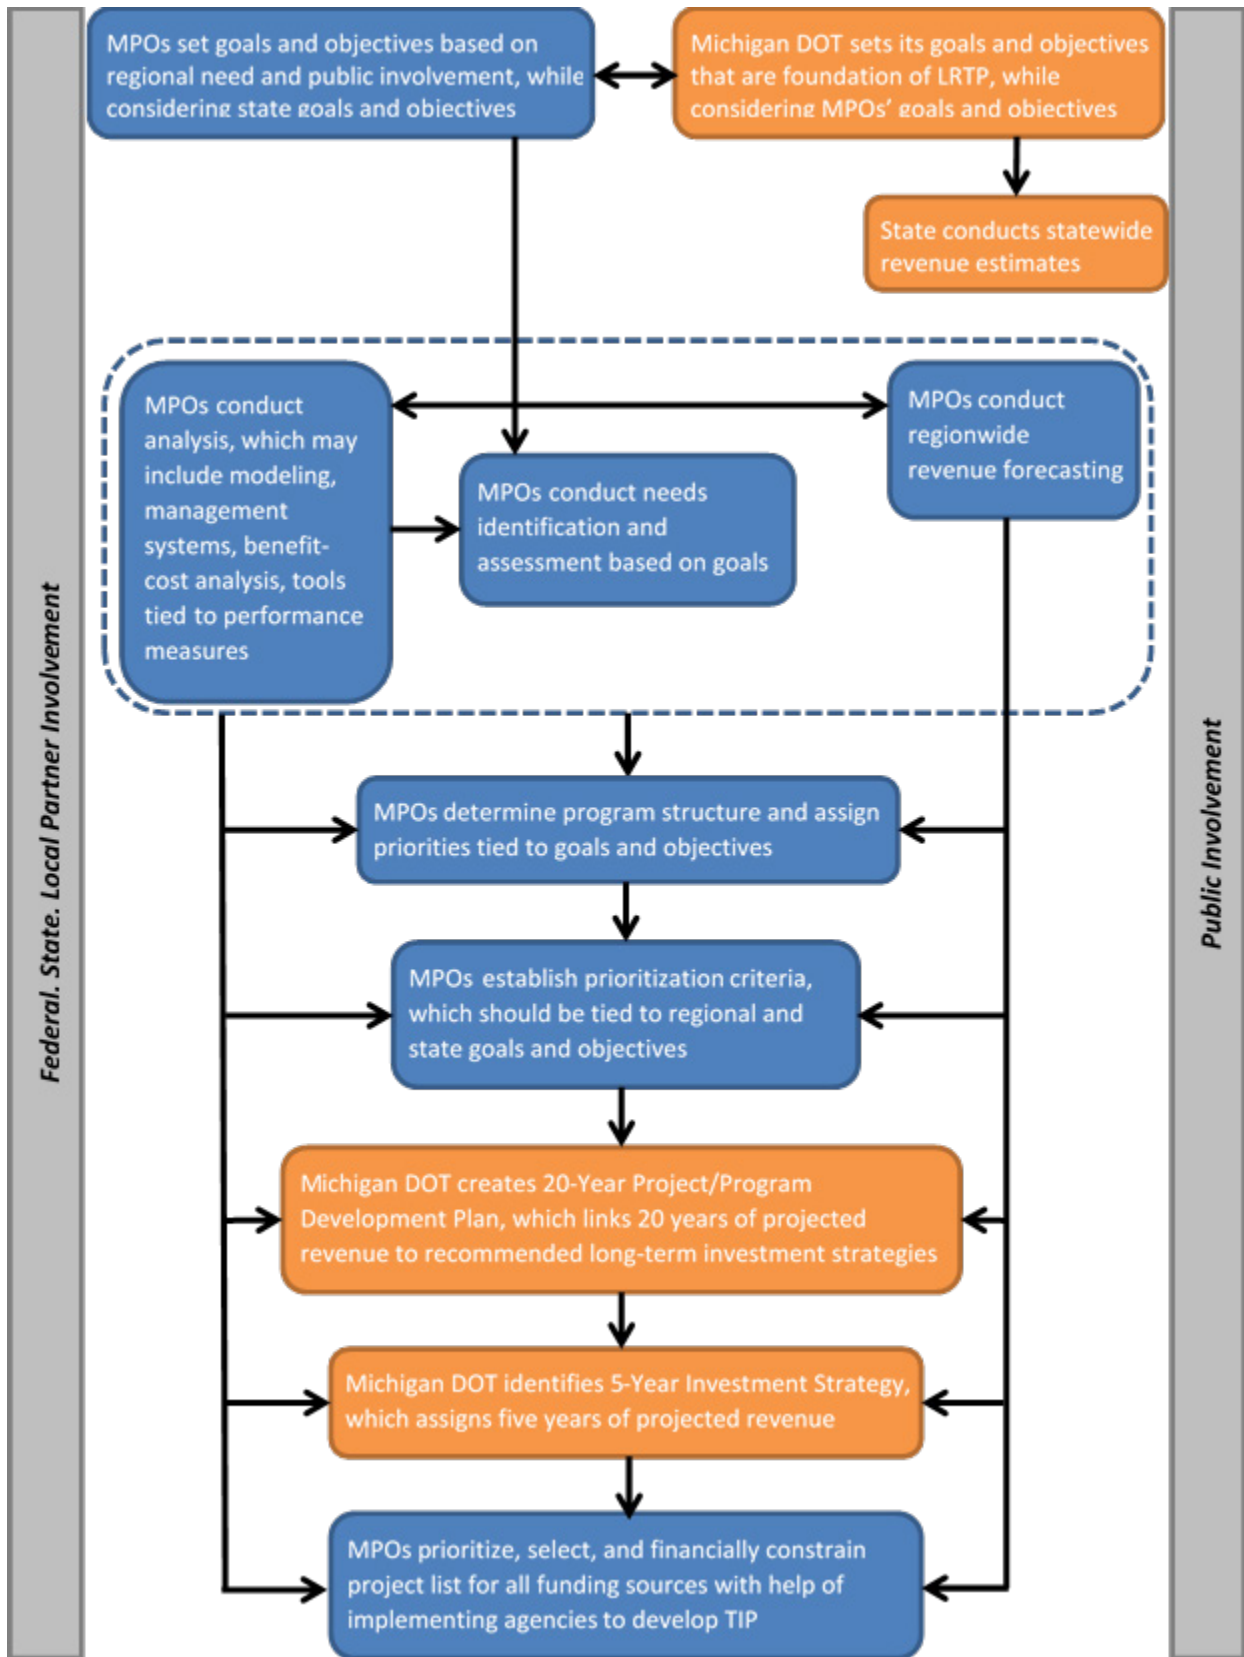 MPOs set goals and objectives based on
regional need and public involvement, while
considering state goals and objectives
Michigan DOT sets its goals and objectives
that are foundation of LRTP, while
considering MPOs' goals and objectives
State conducts statewide
revenue estimates
MPOs conduct
analysis, which may
include modeling,
management
systems, benefit-
cost analysis, tools
tied to performance
measures
MPOs conduct needs
identification and
assessment based on goals
MPOs conduct
regionwide
revenue forecasting
MPOs determine program structure and assign
priorities tied to goals and objectives
MPOs establish prioritization criteria,
which should be tied to regional and
state goals and objectives
Michigan DOT creates 20-Year Project/Program
Development Plan, which links 20 years of projected
revenue to recommended long-term investment strategies
Michigan DOT identifies 5-Year Investment Strategy,
which assigns five years of projected revenue
MPOs prioritize, select, and financially constrain
project list for all funding sources with help of
implementing agencies to develop TIP
Federal. State. Local Partner Involvement
Public Involvement